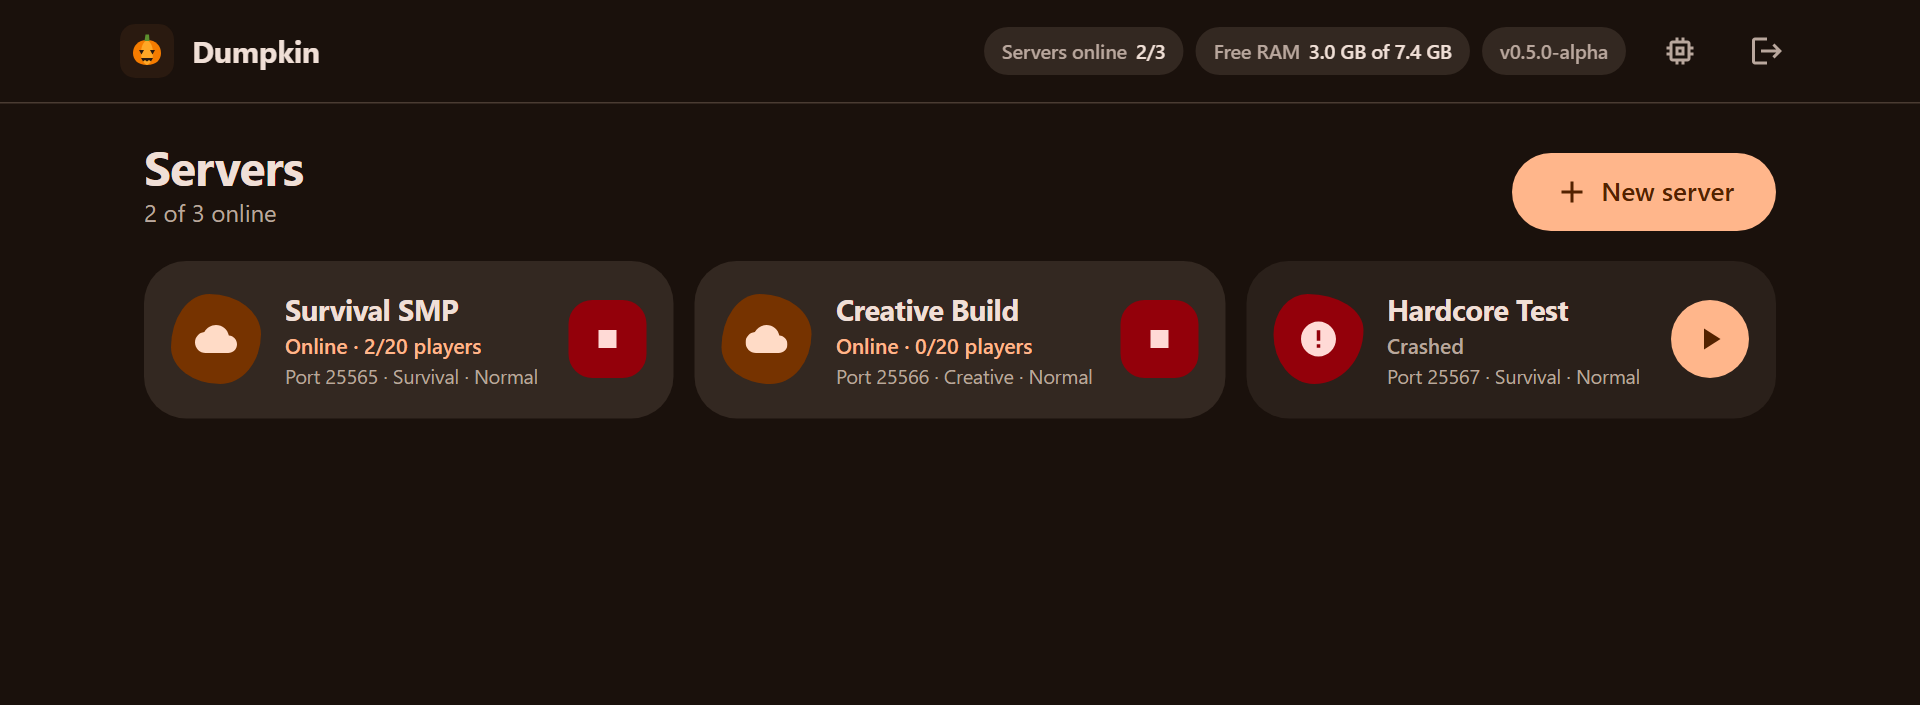 Dumpkin
Servers online 2/3
Free RAM 3.0 GB of 7.4 GB
v0.5.0-alpha
Servers
2 of 3 online
New server
Survival SMP
Online · 2/20 players
Port 25565 · Survival · Normal
Creative Build
Online · 0/20 players
Port 25566 · Creative · Normal
Hardcore Test
Crashed
Port 25567 · Survival · Normal